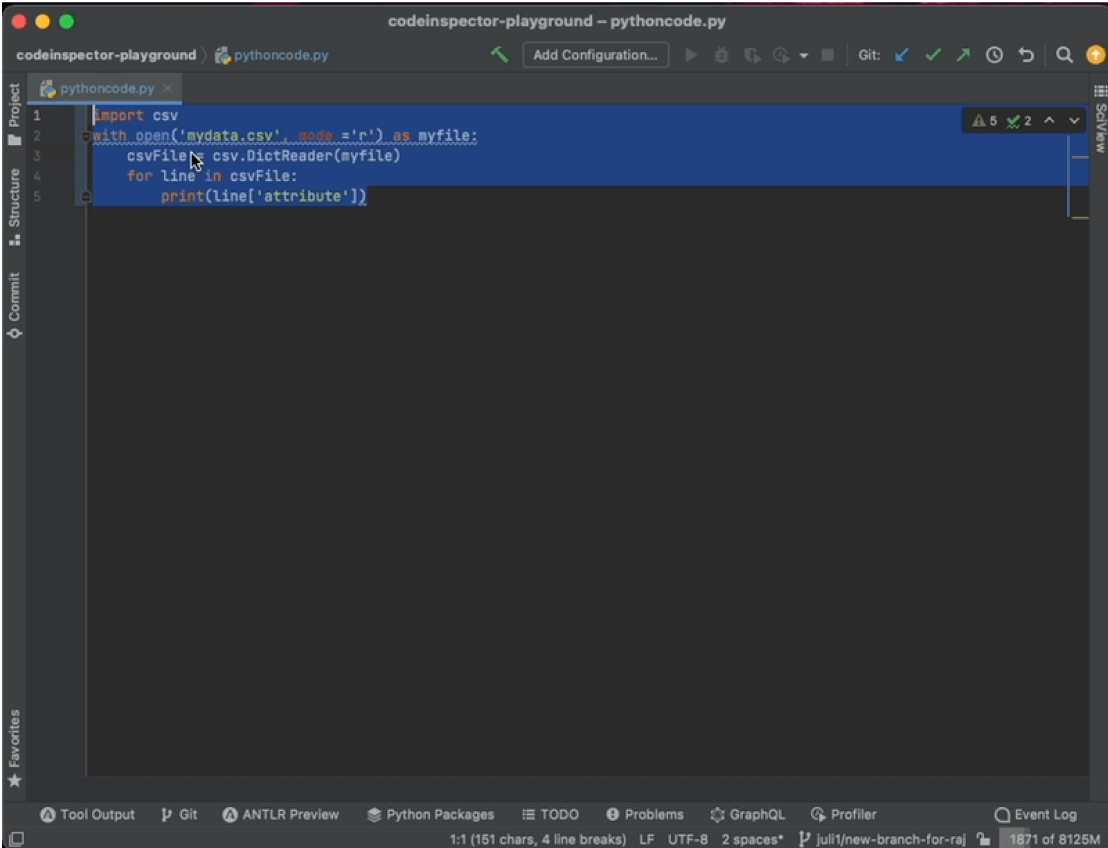 codeinspector-playground – pythoncode.py
codeinspector-playground pythoncode.py Add Configuration... Git:
pythoncode.py
Project
Structure
Commit
Favorites
SciView
5 2
1 import csv
2 with open('mydata.csv', mode ='r') as myfile:
3 csvFile = csv.DictReader(myfile)
4 for line in csvFile:
5 print(line['attribute'])
Tool Output Git ANTLR Preview Python Packages TODO Problems GraphQL Profiler Event Log
1:1 (151 chars, 4 line breaks) LF UTF-8 2 spaces* juli1/new-branch-for-raj 1871 of 8125M